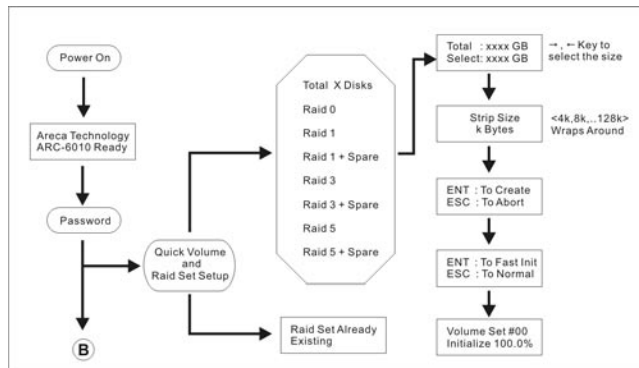 Power On
Areca Technology
ARC-6010 Ready
Password
B
Quick Volume
and
Raid Set Setup
Total X Disks
Raid 0
Raid 1
Raid 1 + Spare
Raid 3
Raid 3 + Spare
Raid 5
Raid 5 + Spare
Raid Set Already
Existing
Total : xxxx GB
Select: xxxx GB
→, ← Key to
select the size
Strip Size
k Bytes
<4k,8k,..128k>
Wraps Around
ENT : To Create
ESC : To Abort
ENT : To Fast Init
ESC : To Normal
Volume Set #00
Initialize 100.0%